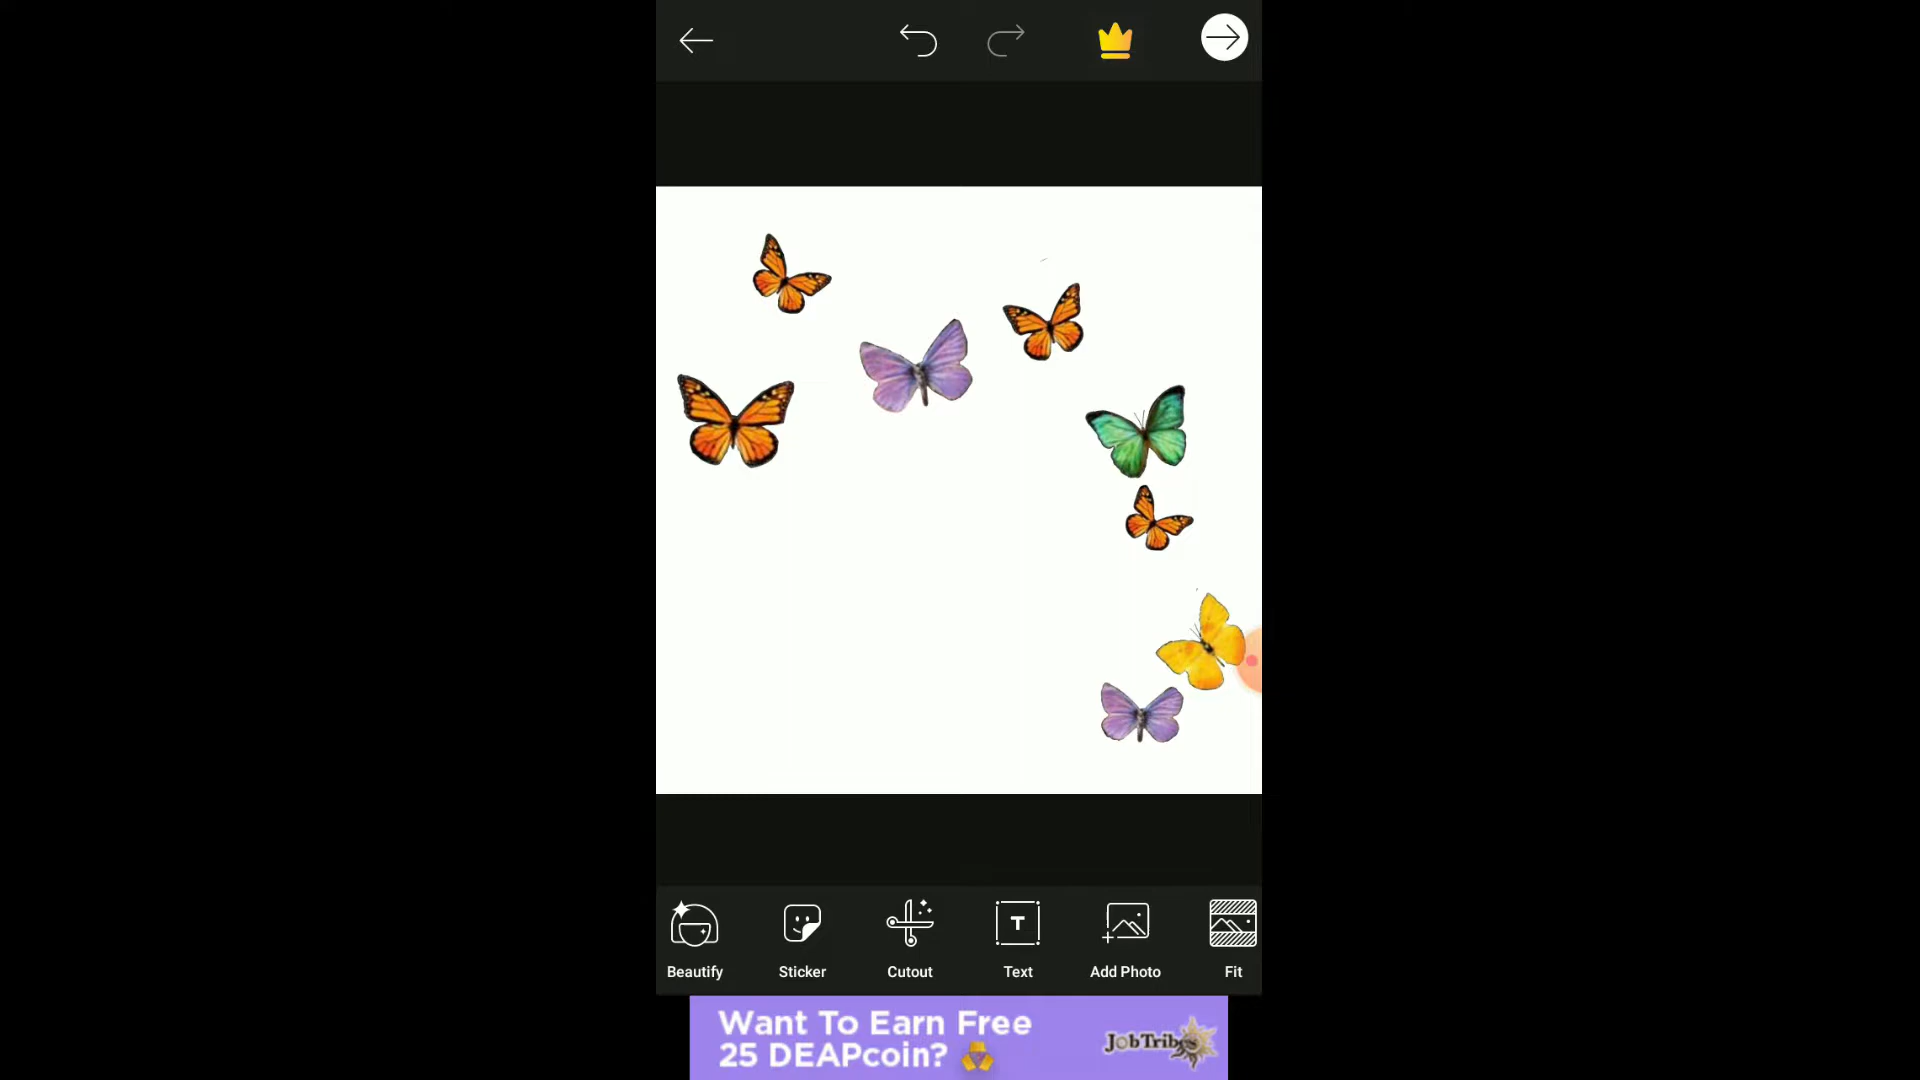 Beautify
Sticker
Cutout
T
Text
Add Photo
Fit
Want To Earn Free
25 DEAPcoin?
JobTribes